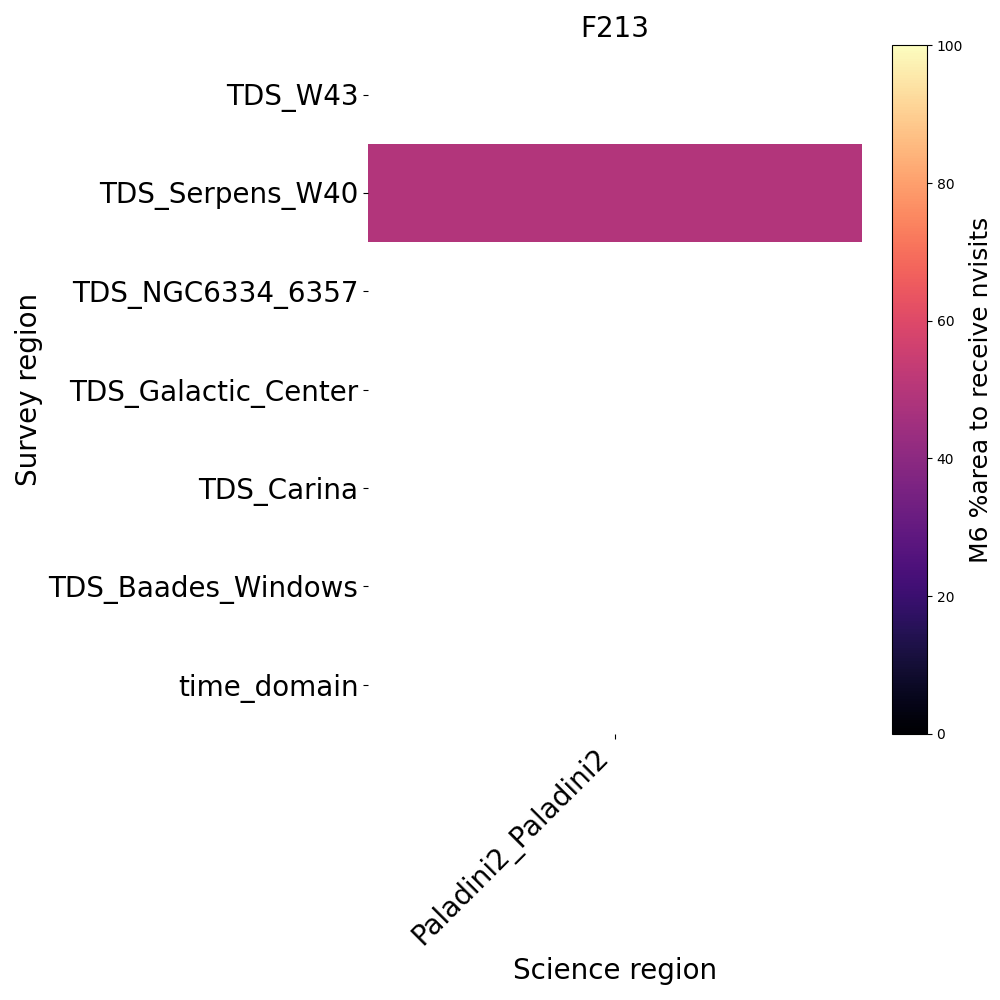 F213
TDS_W43
TDS_Serpens_W40
TDS_NGC6334_6357
TDS_Galactic_Center
TDS_Carina
TDS_Baades_Windows
time_domain
Survey region
Paladini2_Paladini2
Science region
100
80
60
40
20
0
M6 %area to receive nvisits